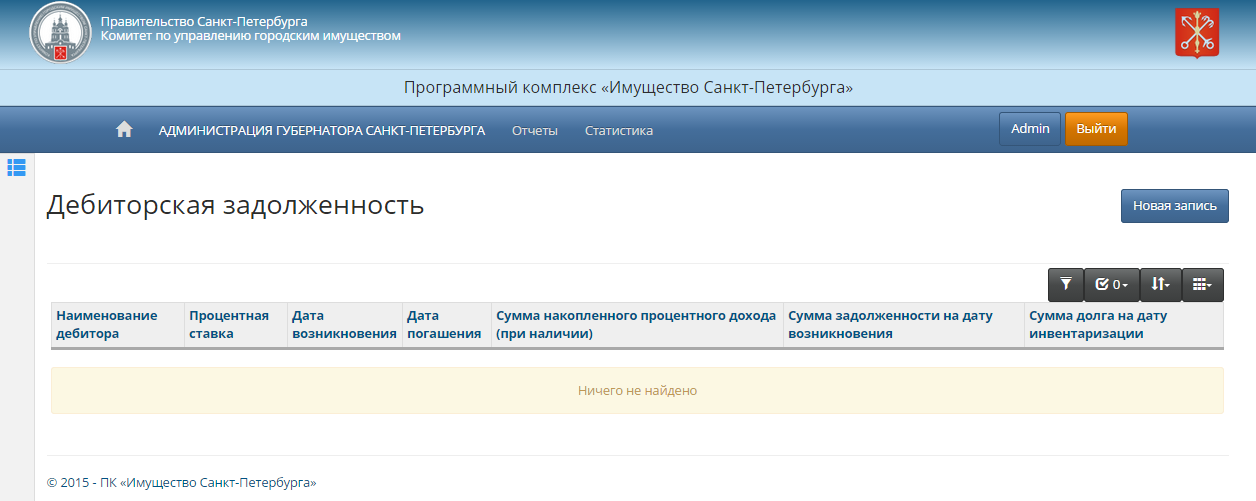 Правительство Санкт-Петербурга
Комитет по управлению городским имуществом
Программный комплекс «Имущество Санкт-Петербурга»
АДМИНИСТРАЦИЯ ГУБЕРНАТОРА САНКТ-ПЕТЕРБУРГА Отчеты Статистика Admin Выйти
Дебиторская задолженность Новая запись
0
Наименование дебитора Процентная ставка Дата возникновения Дата погашения Сумма накопленного процентного дохода (при наличии) Сумма задолженности на дату возникновения Сумма долга на дату инвентаризации
Ничего не найдено
© 2015 - ПК «Имущество Санкт-Петербурга»